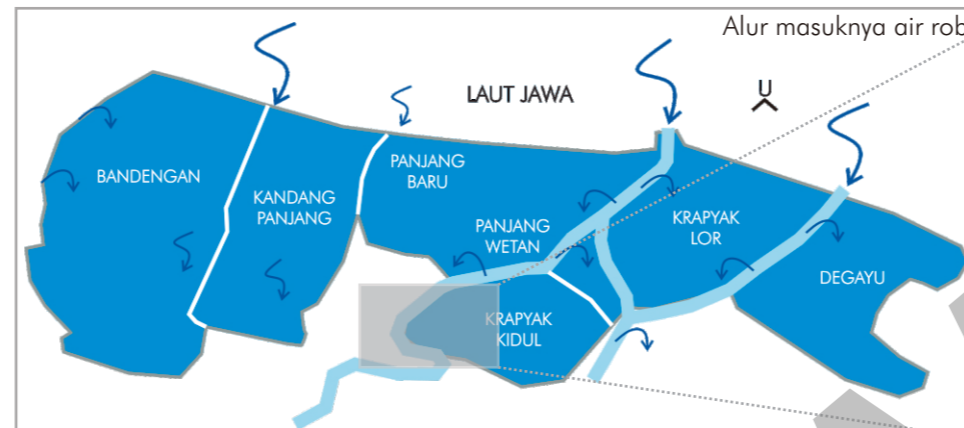 Alur masuknya air rob
LAUT JAWA
U
BANDENGAN
KANDANG
PANJANG
PANJANG
BARU
PANJANG
WETAN
KRAPYAK
LOR
DEGAYU
KRAPYAK
KIDUL